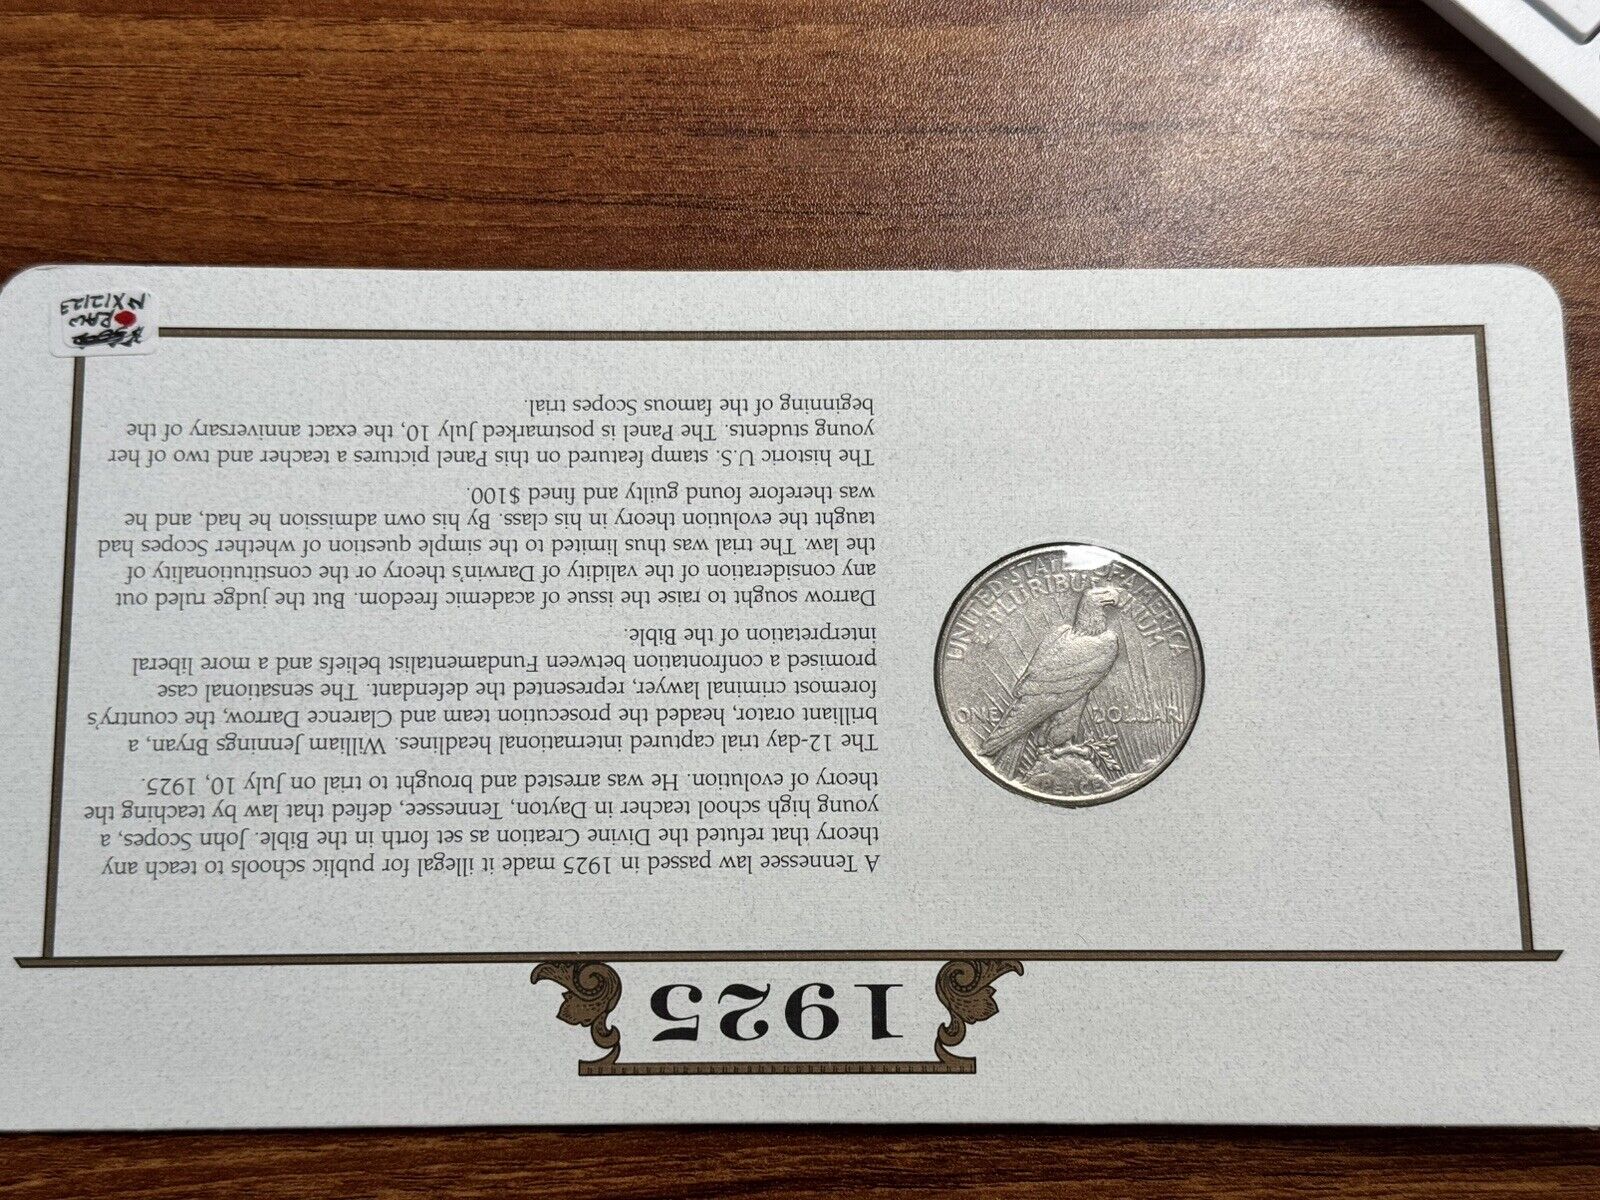 1925
A Tennessee law passed in 1925 made it illegal for public schools to teach any
theory that refuted the Divine Creation as set forth in the Bible. John Scopes, a
young high school teacher in Dayton, Tennessee, defied that law by teaching the
theory of evolution. He was arrested and brought to trial on July 10, 1925.
The 12-day trial captured international headlines. William Jennings Bryan, a
brilliant orator, headed the prosecution team and Clarence Darrow, the country's
foremost criminal lawyer, represented the defendant. The sensational case
promised a confrontation between Fundamentalist beliefs and a more liberal
interpretation of the Bible.
Darrow sought to raise the issue of academic freedom. But the judge ruled out
any consideration of the validity of Darwin's theory or the constitutionality of
the law. The trial was thus limited to the simple question of whether Scopes had
taught the evolution theory in his class. By his own admission he had, and he
was therefore found guilty and fined $100.
The historic U.S. stamp featured on this Panel pictures a teacher and two of her
young students. The Panel is postmarked July 10, the exact anniversary of the
beginning of the famous Scopes trial.
UNITED STATES OF AMERICA
E PLURIBUS UNUM
ONE DOLLAR
PEACE
RAW
NX12123